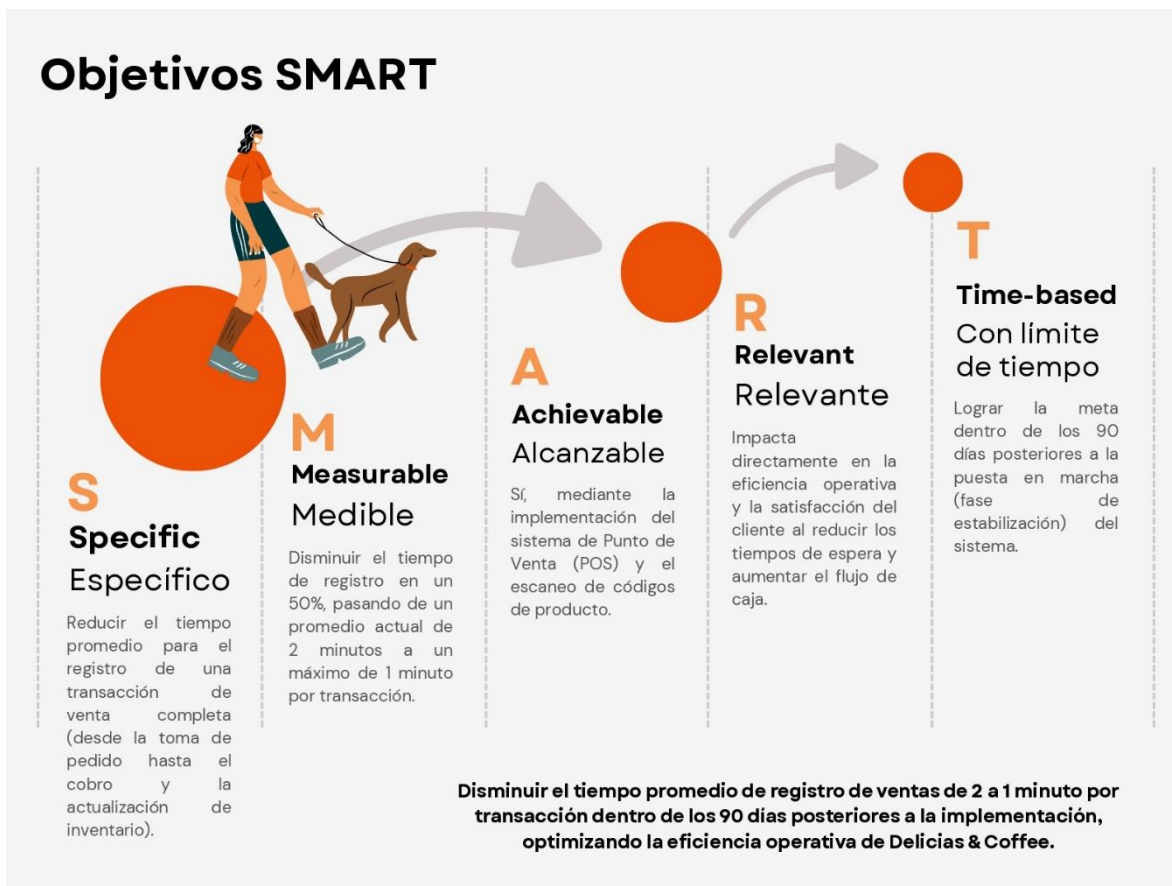 Objetivos SMART
S
Specific
Específico
Reducir el tiempo
promedio para el
registro de una
transacción de
venta completa
(desde la toma de
pedido hasta el
cobro y la
actualización de
inventario).
M
Measurable
Medible
Disminuir el tiempo
de registro en un
50%, pasando de un
promedio actual de
2 minutos a un
máximo de 1 minuto
por transacción.
A
Achievable
Alcanzable
Sí, mediante la
implementación del
sistema de Punto de
Venta (POS) y el
escaneo de códigos
de producto.
R
Relevant
Relevante
Impacta
directamente en la
eficiencia operativa
y la satisfacción del
cliente al reducir los
tiempos de espera y
aumentar el flujo de
caja.
T
Time-based
Con límite
de tiempo
Lograr la meta
dentro de los 90
días posteriores a la
puesta en marcha
(fase de
estabilización) del
sistema.
Disminuir el tiempo promedio de registro de ventas de 2 a 1 minuto por
transacción dentro de los 90 días posteriores a la implementación,
optimizando la eficiencia operativa de Delicias & Coffee.